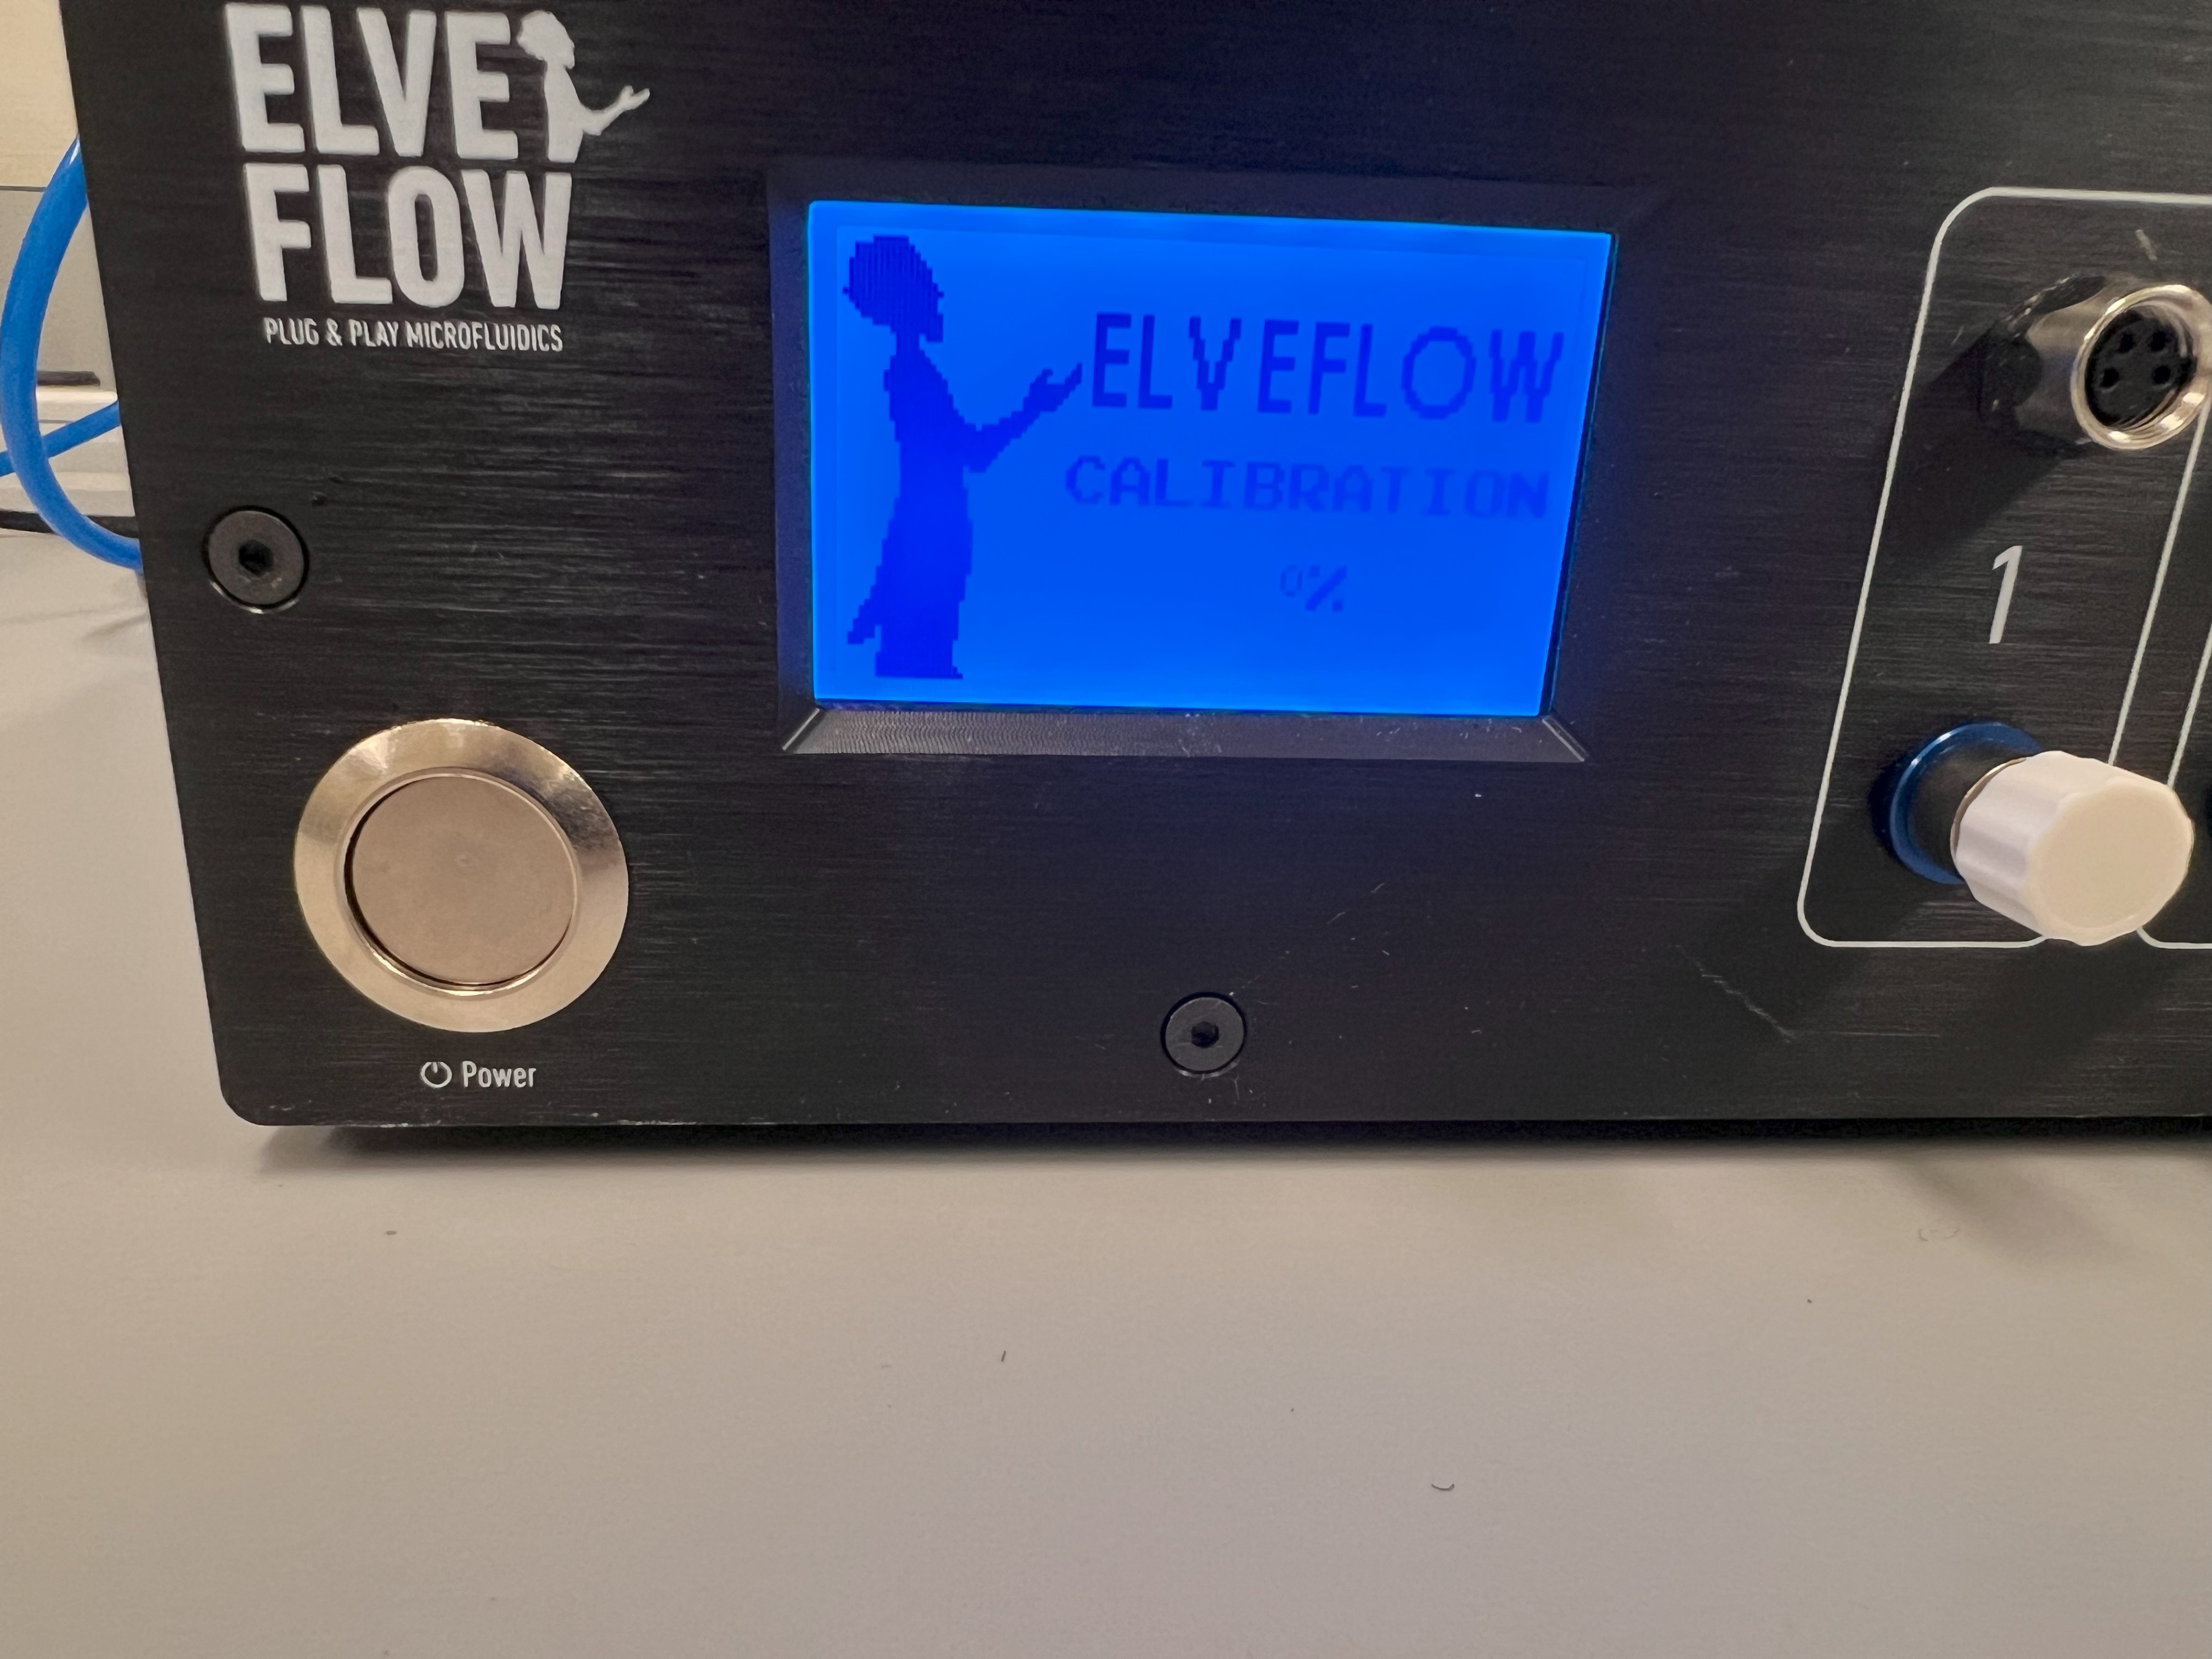 ELVE
FLOW
PLUG & PLAY MICROFLUIDICS
ELVEFLOW
CALIBRATION
0%
1
Power